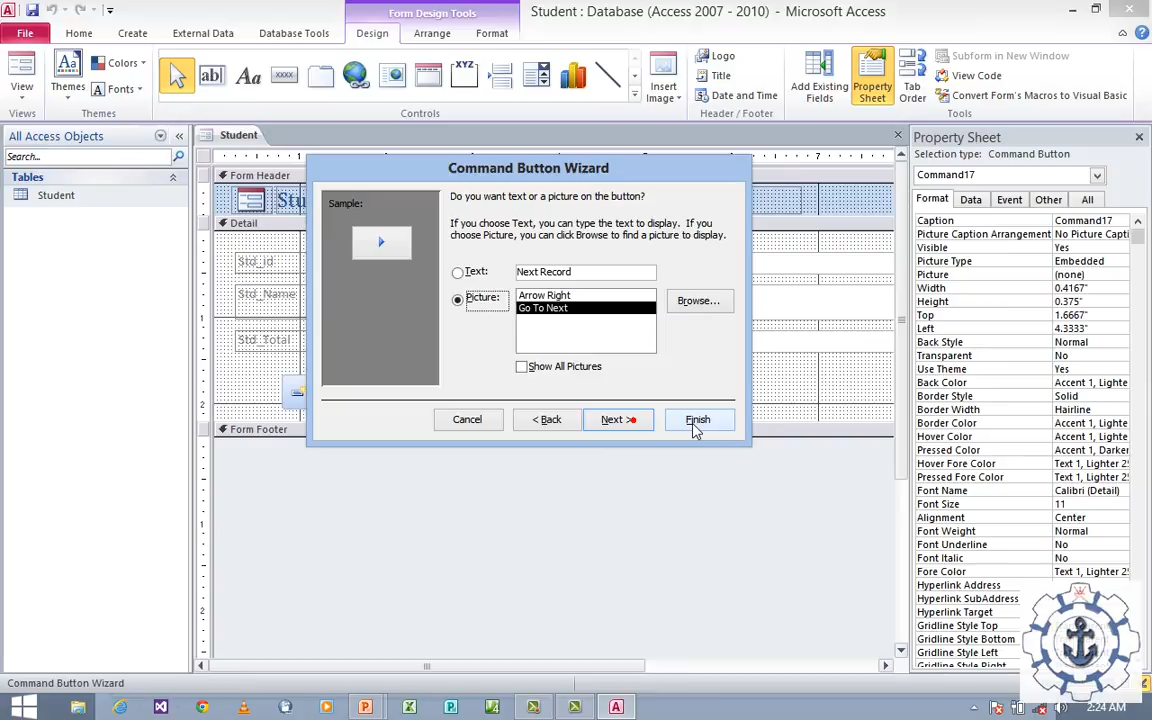 Form Design Tools
Student : Database (Access 2007 - 2010) - Microsoft Access
File Home Create External Data Database Tools Design Arrange Format
View
Views
Themes
Colors
Fonts
Themes
Aa
ab
Aa
XXXX
XYZ
Controls
Insert
Image
Logo
Title
Date and Time
Header / Footer
Add Existing
Fields
Property
Sheet
Tab
Order
Subform in New Window
View Code
Convert Form's Macros to Visual Basic
Tools
All Access Objects
Search...
Tables
Student
Student
Form Header
Stu
Detail
Std_id
Std_Name
Std_Total
Form Footer
Command Button Wizard
Sample:
Do you want text or a picture on the button?
If you choose Text, you can type the text to display. If you
choose Picture, you can click Browse to find a picture to display.
Text:
Next Record
Picture:
Arrow Right
Go To Next
Browse...
Show All Pictures
Cancel
< Back
Next >
Finish
Property Sheet
Selection type: Command Button
Command17
Format Data Event Other All
Caption Command17
Picture Caption Arrangement No Picture Capti
Visible Yes
Picture Type Embedded
Picture (none)
Width 0.4167"
Height 0.375"
Top 1.6667"
Left 4.3333"
Back Style Normal
Transparent No
Use Theme Yes
Back Color Accent 1, Lighte
Border Style Solid
Border Width Hairline
Border Color Accent 1, Lighte
Hover Color Accent 1, Lighte
Pressed Color Accent 1, Darker
Hover Fore Color Text 1, Lighter 25
Pressed Fore Color Text 1, Lighter 25
Font Name Calibri (Detail)
Font Size 11
Alignment Center
Font Weight Normal
Font Underline No
Font Italic No
Fore Color Text 1, Lighter 25
Hyperlink Address
Hyperlink SubAddress
Hyperlink Target
Gridline Style Top
Gridline Style Bottom
Gridline Style Left
Gridline Style Right
Command Button Wizard
2:24 AM